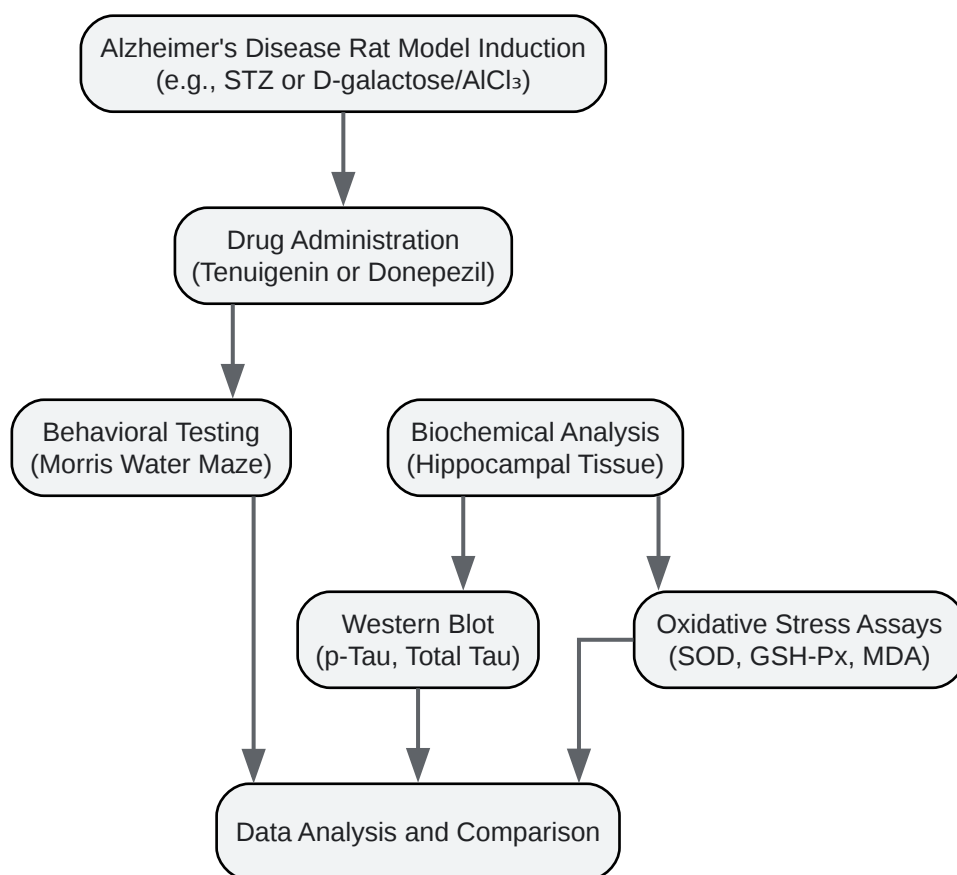 Alzheimer's Disease Rat Model Induction
(e.g., STZ or D-galactose/AlCl₃)
Drug Administration
(Tenuigenin or Donepezil)
Behavioral Testing
(Morris Water Maze)
Biochemical Analysis
(Hippocampal Tissue)
Western Blot
(p-Tau, Total Tau)
Oxidative Stress Assays
(SOD, GSH-Px, MDA)
Data Analysis and Comparison